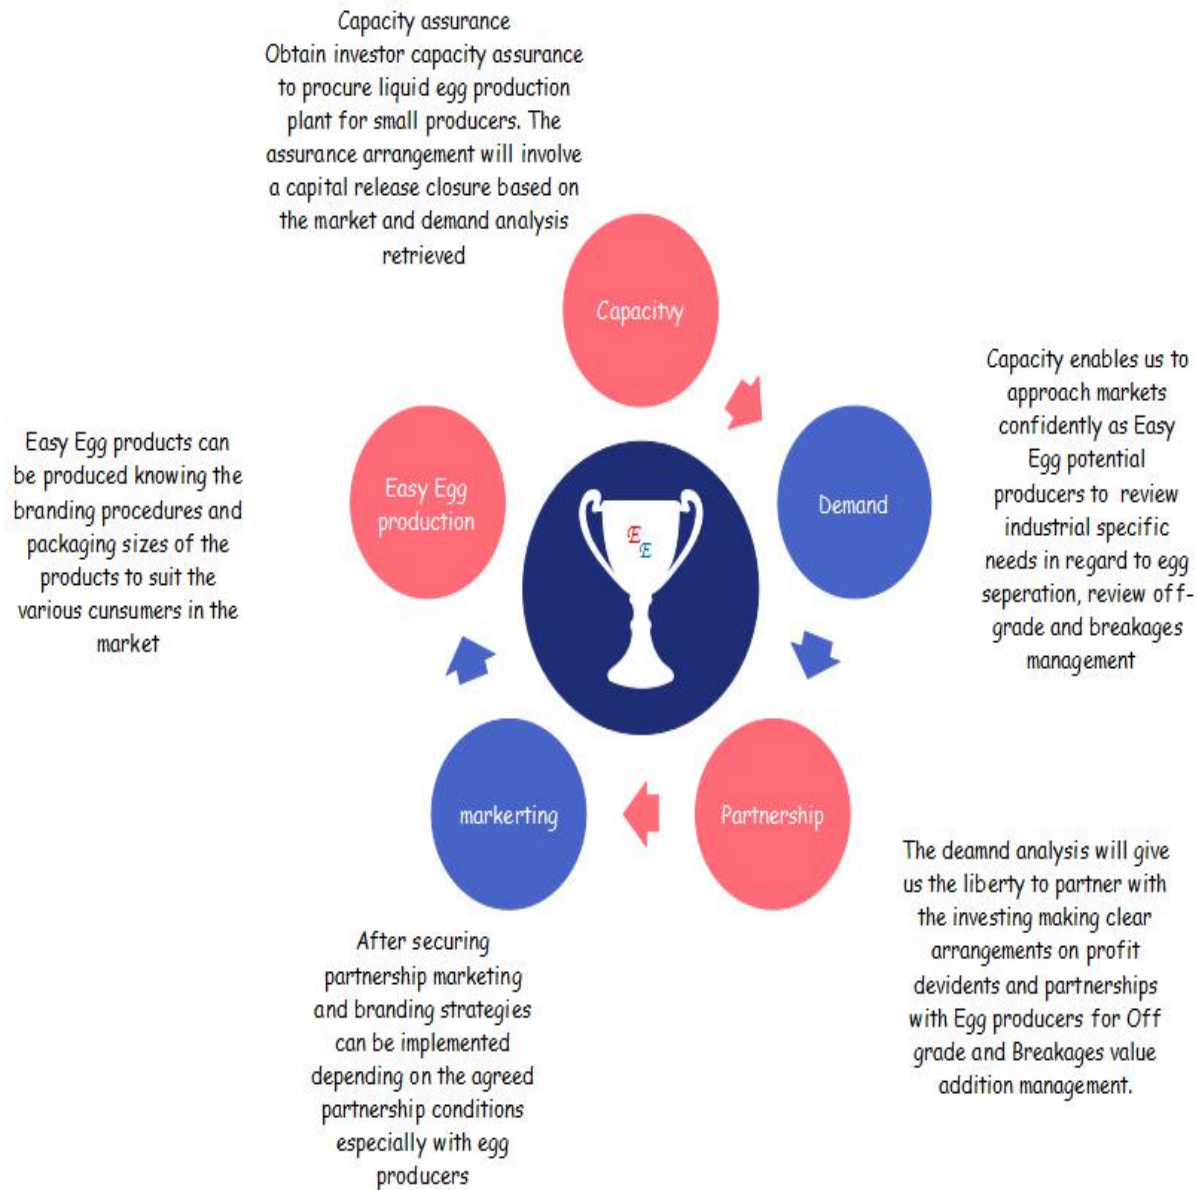 Capacity assurance
Obtain investor capacity assurance
to procure liquid egg production
plant for small producers. The
assurance arrangement will involve
a capital release closure based on
the market and demand analysis
retrieved
Capacitvy
Capacity enables us to
approach markets
confidently as Easy
Egg potential
producers to review
industrial specific
needs in regard to egg
seperation, review off-
grade and breakages
management
Demand
Easy Egg products can
be produced knowing the
branding procedures and
packaging sizes of the
products to suit the
various cunsumers in the
market
Easy Egg
production
E
E
markerting
Partnership
The deamnd analysis will give
us the liberty to partner with
the investing making clear
arrangements on profit
devidents and partnerships
with Egg producers for Off
grade and Breakages value
addition management.
After securing
partnership marketing
and branding strategies
can be implemented
depending on the agreed
partnership conditions
especially with egg
producers